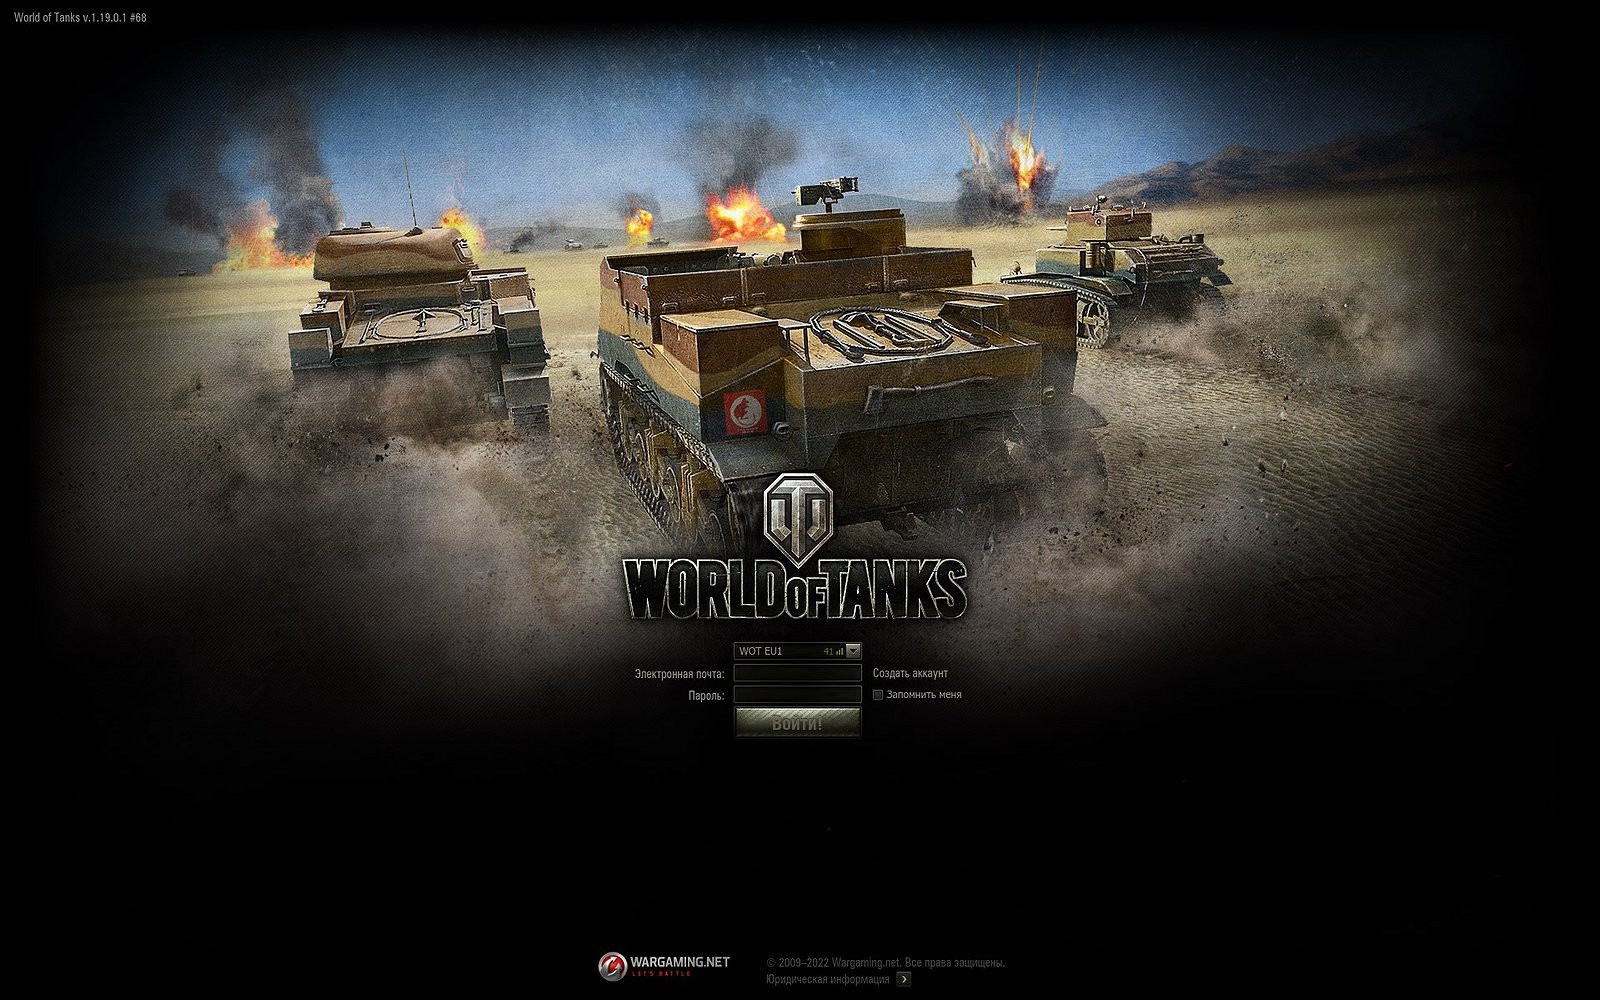 World of Tanks v.1.19.0.1 #68
WORLD OF TANKS
WOT EU1 41
Электронная почта:
Создать аккаунт
Пароль:
Запомнить меня
ВОЙТИ!
WARGAMING.NET
LET'S BATTLE
© 2009–2022 Wargaming.net. Все права защищены.
Юридическая информация